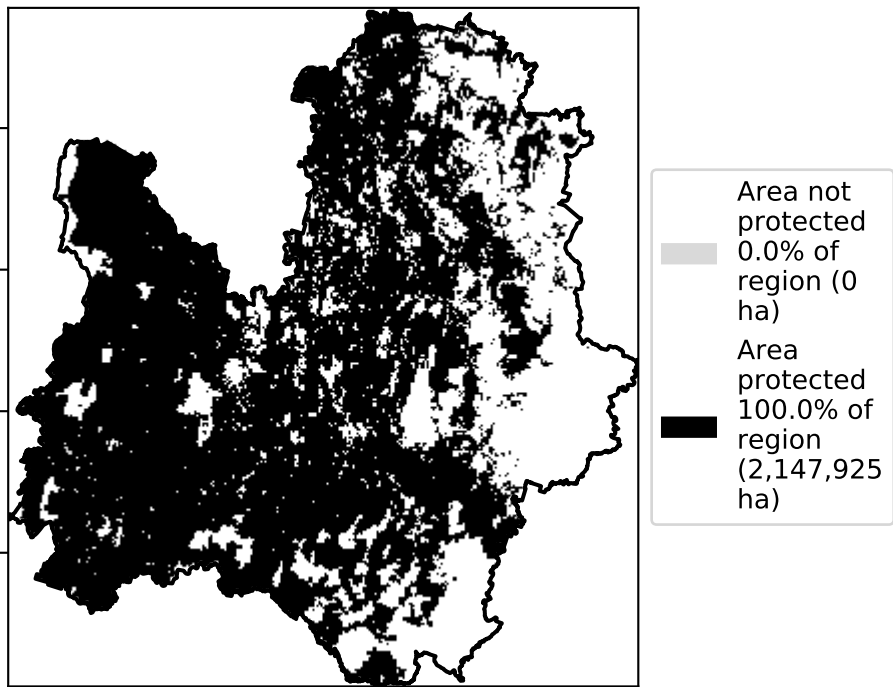 Area not
protected
0.0% of
region (0
ha)
Area
protected
100.0% of
region
(2,147,925
ha)